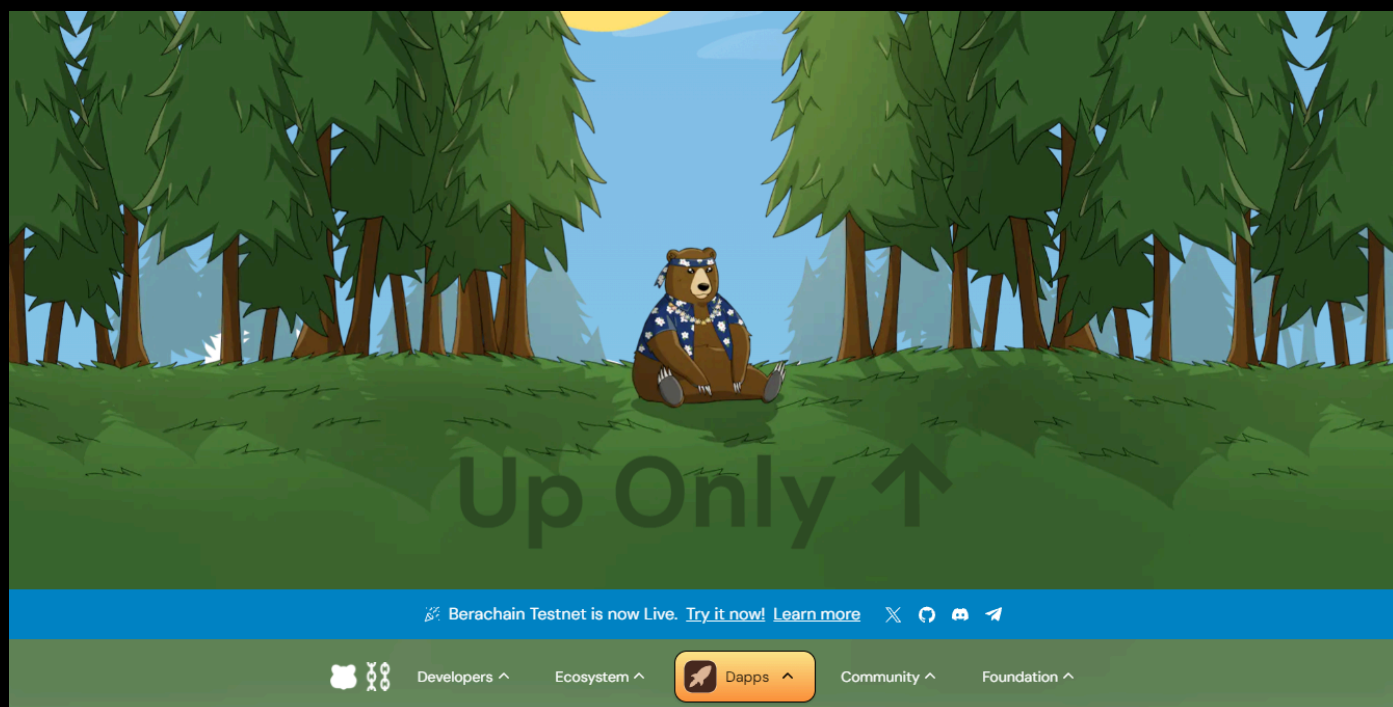 Up Only ↑
Berachain Testnet is now Live. Try it now! Learn more
Developers Ecosystem Dapps Community Foundation